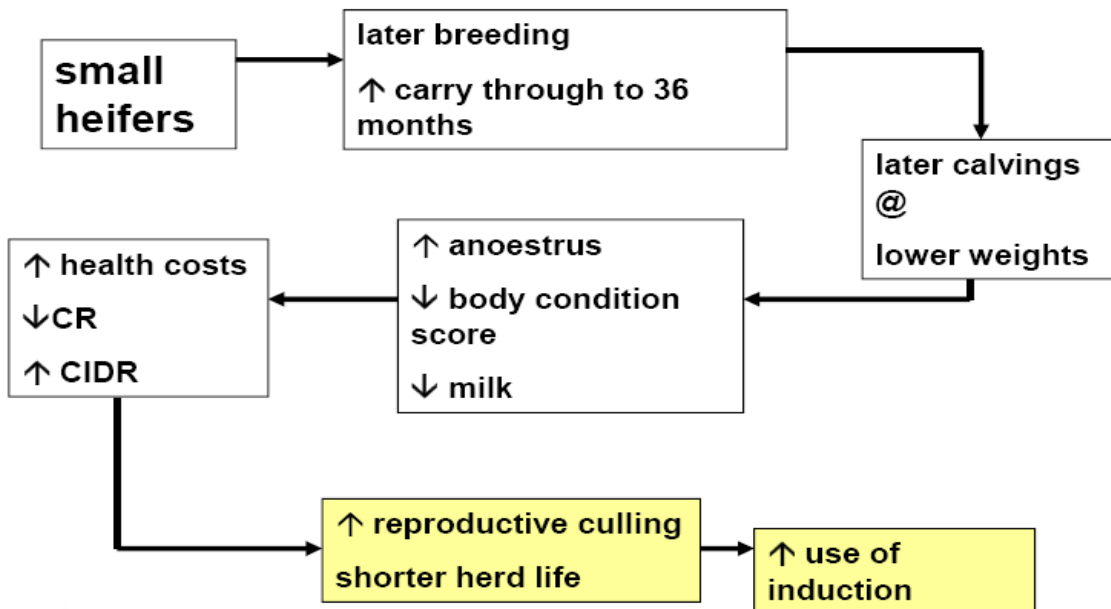 small
heifers
later breeding
↑ carry through to 36
months
later calvings
@
lower weights
↑ anoestrus
↓ body condition
score
↓ milk
↑ health costs
↓CR
↑ CIDR
↑ reproductive culling
shorter herd life
↑ use of
induction